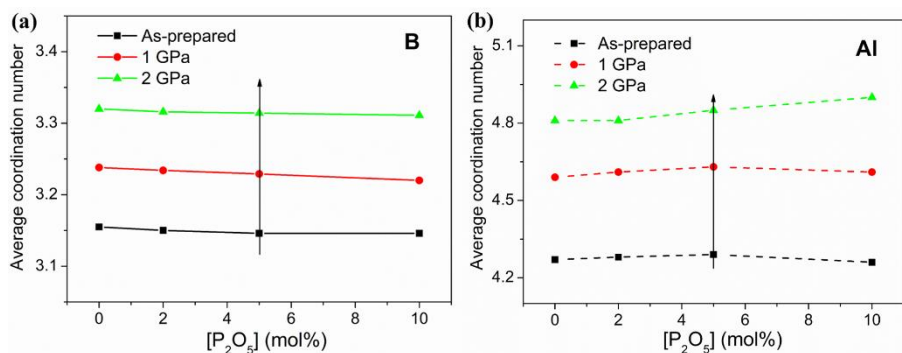 (a)
As-prepared
1 GPa
2 GPa
B
Average coordination number
3.4
3.3
3.2
3.1
0 2 4 6 8 10
[P₂O₅] (mol%)
(b)
As-prepared
1 GPa
2 GPa
Al
Average coordination number
5.1
4.8
4.5
4.2
0 2 4 6 8 10
[P₂O₅] (mol%)